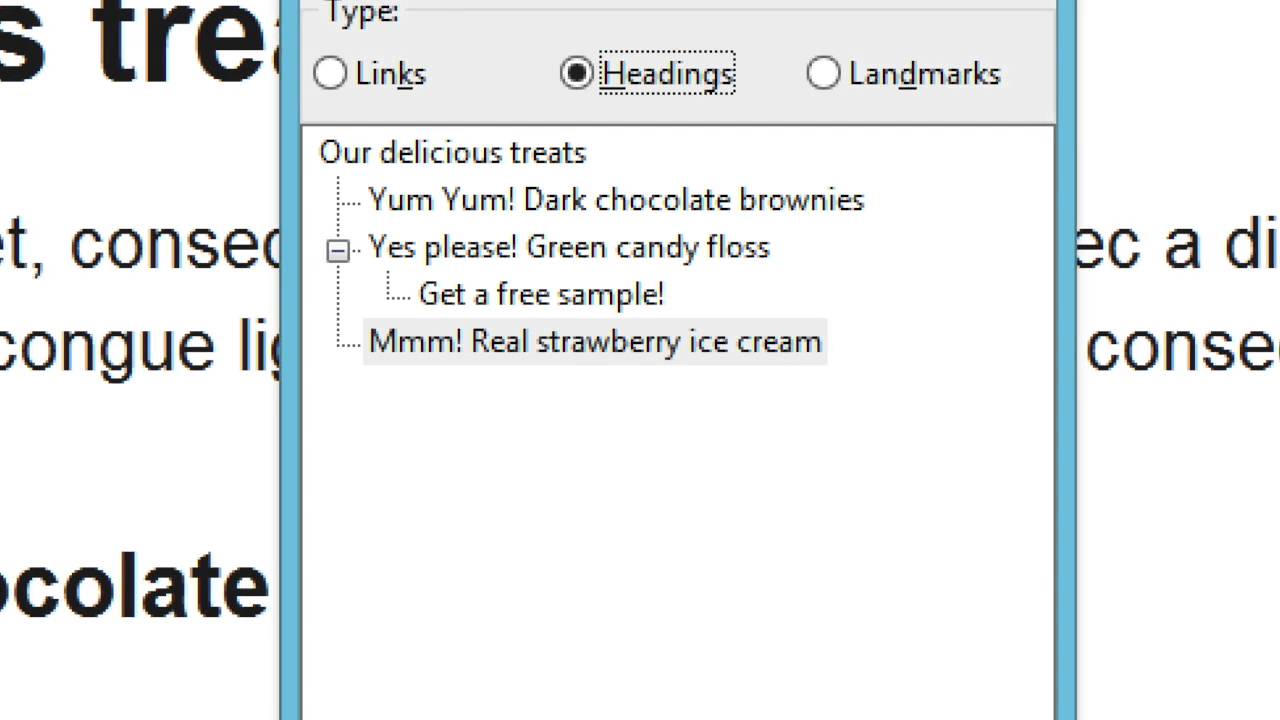 s trea
Type:
Links Headings Landmarks
Our delicious treats
Yum Yum! Dark chocolate brownies
Yes please! Green candy floss
Get a free sample!
Mmm! Real strawberry ice cream
et, consec
ec a di
congue lig
conse
ocolate